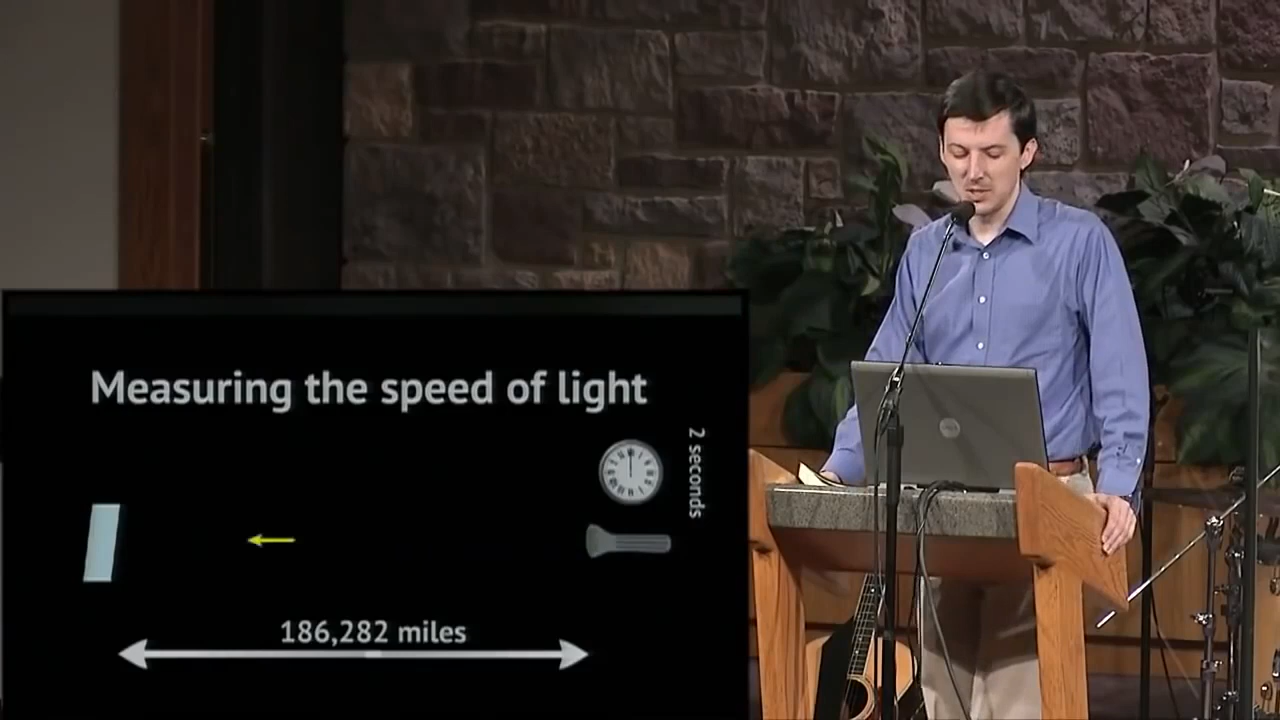 Measuring the speed of light
2 seconds
186,282 miles